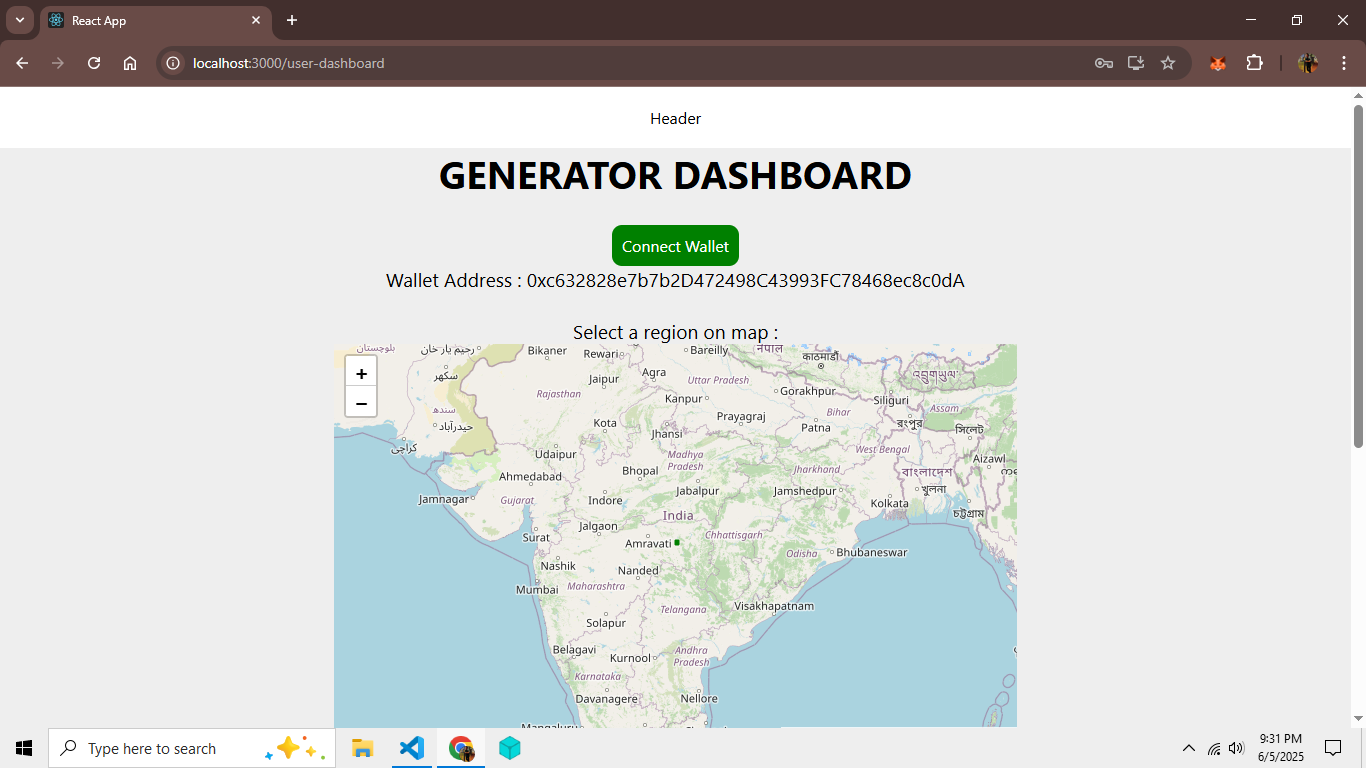 React App
localhost:3000/user-dashboard
Header
GENERATOR DASHBOARD
Connect Wallet
Wallet Address : 0xc632828e7b7b2D472498C43993FC78468ec8c0dA
Select a region on map :
+
−
بلوچستان
رحیم یار خان
Bikaner
Rewari
Bareilly
नेपाल
काठमाडौं
Jaipur
Agra
Uttar Pradesh
འབྲུག་ཡུལ་
سکھر
Rajasthan
Kanpur
Gorakhpur
Siliguri
سندھ
Prayagraj
Bihar
Assam
حیدرآباد
Kota
Jhansi
Patna
রংপুর
সিলেট
کراچی
Udaipur
Madhya
Pradesh
West Bengal
Aizawl
Ahmedabad
Bhopal
Jharkhand
বাংলাদেশ
Jamnagar
Gujarat
Indore
Jabalpur
Jamshedpur
Kolkata
খুলনা
India
চট্টগ্রাম
Surat
Jalgaon
Amravati
Chhattisgarh
Odisha
Bhubaneswar
Nashik
Nanded
Mumbai
Maharashtra
Telangana
Visakhapatnam
Solapur
Belagavi
Kurnool
Andhra
Pradesh
Karnataka
Davanagere
Nellore
Mangaluru
Type here to search
9:31 PM
6/5/2025